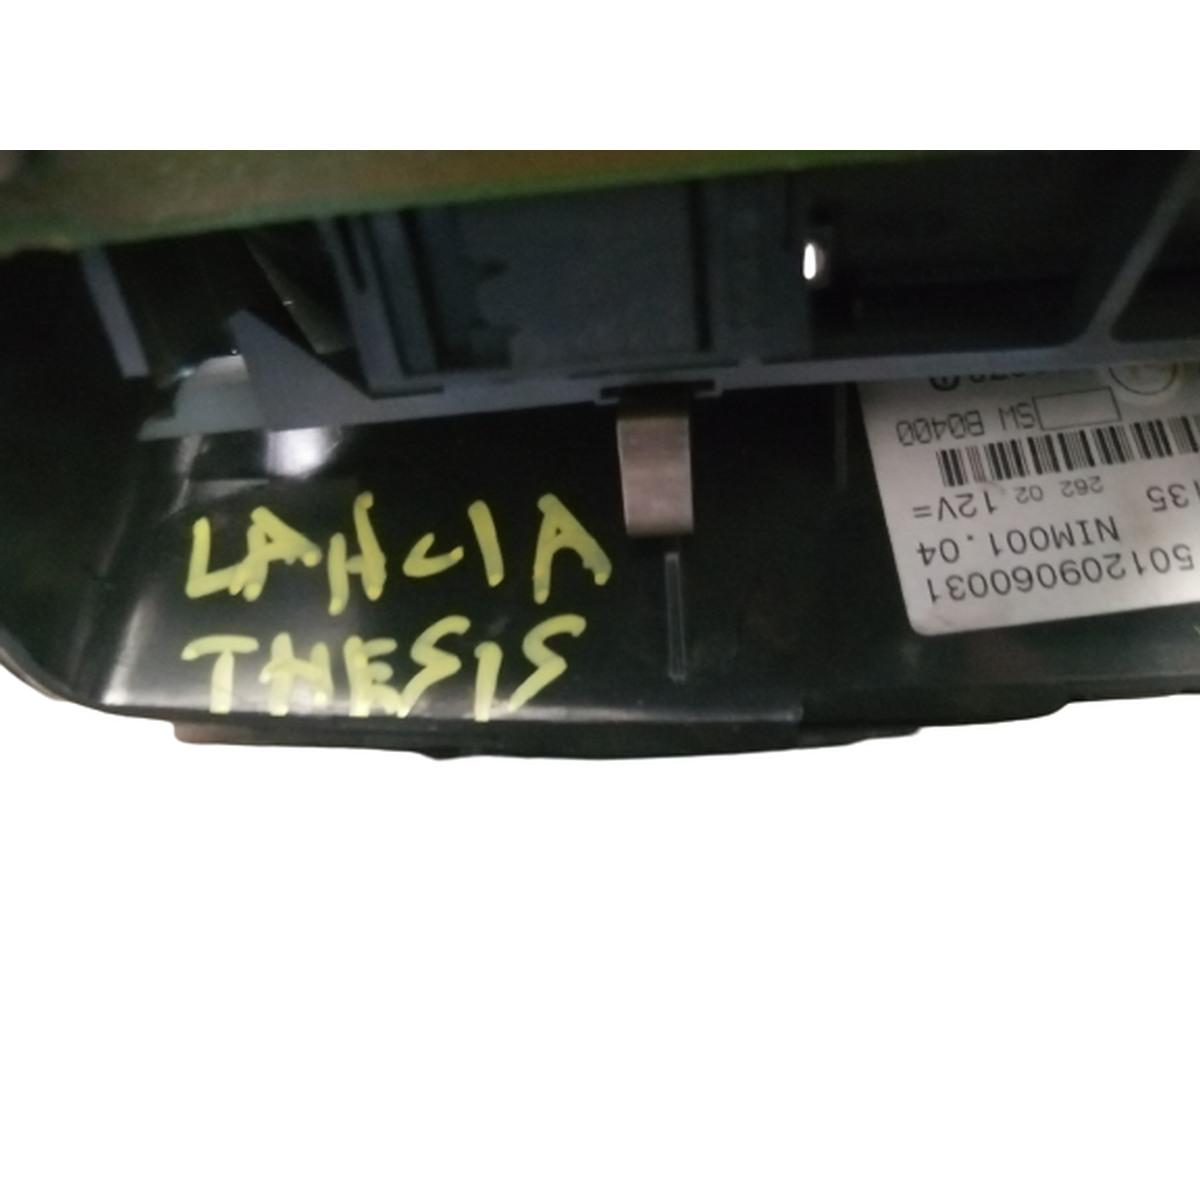 LANCIA
THESIS
501209060031
NIM001.04
135
262 02 12V=
SW B0400